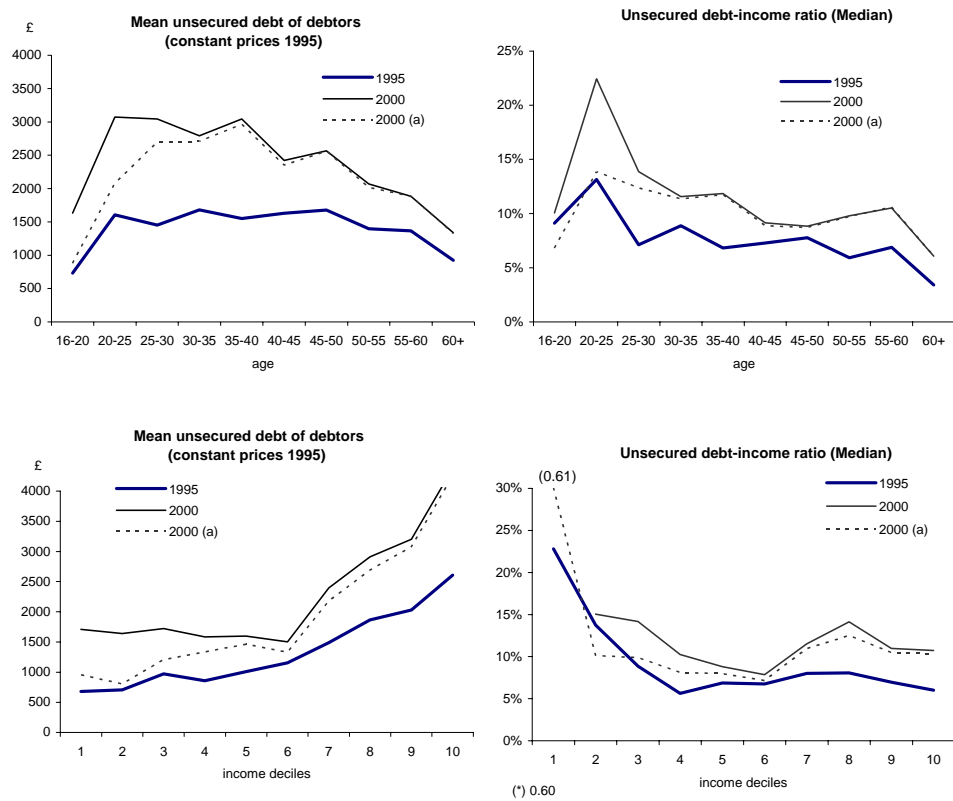 Mean unsecured debt of debtors
(constant prices 1995)
£
4000
3500
3000
2500
2000
1500
1000
500
0
1995
2000
2000 (a)
16-20 20-25 25-30 30-35 35-40 40-45 45-50 50-55 55-60 60+
age
Unsecured debt-income ratio (Median)
25%
20%
15%
10%
5%
0%
1995
2000
2000 (a)
16-20 20-25 25-30 30-35 35-40 40-45 45-50 50-55 55-60 60+
age
Mean unsecured debt of debtors
(constant prices 1995)
£
4000
3500
3000
2500
2000
1500
1000
500
0
1995
2000
2000 (a)
1 2 3 4 5 6 7 8 9 10
income deciles
Unsecured debt-income ratio (Median)
(0.61)
30%
25%
20%
15%
10%
5%
0%
1995
2000
2000 (a)
1 2 3 4 5 6 7 8 9 10
income deciles
(*) 0.60